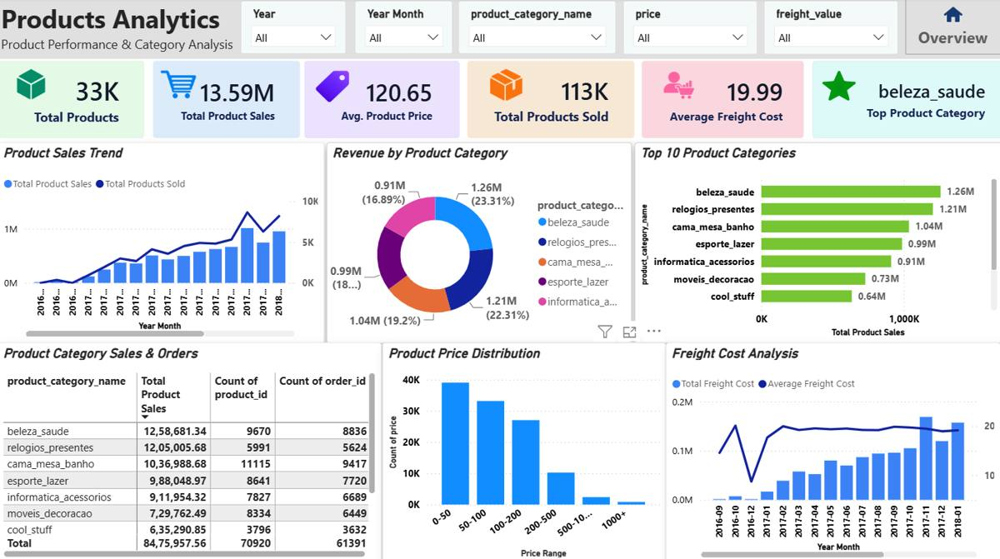 Products Analytics
Product Performance & Category Analysis
Year
All
Year Month
All
product_category_name
All
price
All
freight_value
All
Overview
33K
Total Products
13.59M
Total Product Sales
120.65
Avg. Product Price
113K
Total Products Sold
19.99
Average Freight Cost
beleza_saude
Top Product Category
Product Sales Trend
Total Product Sales Total Products Sold
10K
1M
5K
0M
0K
2016... 2016... 2016... 2017... 2017... 2017... 2017... 2017... 2017... 2017... 2017... 2017... 2017... 2017... 2017... 2018...
Year Month
Revenue by Product Category
0.91M
(16.89%)
1.26M
(23.31%)
0.99M
(18...)
1.04M (19.2%)
1.21M
(22.31%)
product_catego...
beleza_saude
relogios_pres...
cama_mesa_...
esporte_lazer
informatica_a...
Top 10 Product Categories
product_category_name
beleza_saude 1.26M
relogios_presentes 1.21M
cama_mesa_banho 1.04M
esporte_lazer 0.99M
informatica_acessorios 0.91M
moveis_decoracao 0.73M
cool_stuff 0.64M
0K 1,000K
Total Product Sales
Product Category Sales & Orders
product_category_name Total Product Sales Count of product_id Count of order_id
beleza_saude 12,58,681.34 9670 8836
relogios_presentes 12,05,005.68 5991 5624
cama_mesa_banho 10,36,988.68 11115 9417
esporte_lazer 9,88,048.97 8641 7720
informatica_acessorios 9,11,954.32 7827 6689
moveis_decoracao 7,29,762.49 8334 6449
cool_stuff 6,35,290.85 3796 3632
Total 84,75,957.56 70920 61391
Product Price Distribution
Count of price
40K
30K
20K
10K
0K
0-50 50-100 100-200 200-500 500-10... 1000+
Price Range
Freight Cost Analysis
Total Freight Cost Average Freight Cost
0.2M
20
0.1M
10
0.0M
2016-09 2016-10 2016-12 2017-01 2017-02 2017-03 2017-04 2017-05 2017-06 2017-07 2017-08 2017-09 2017-10 2017-11 2017-12 2018-01
Year Month